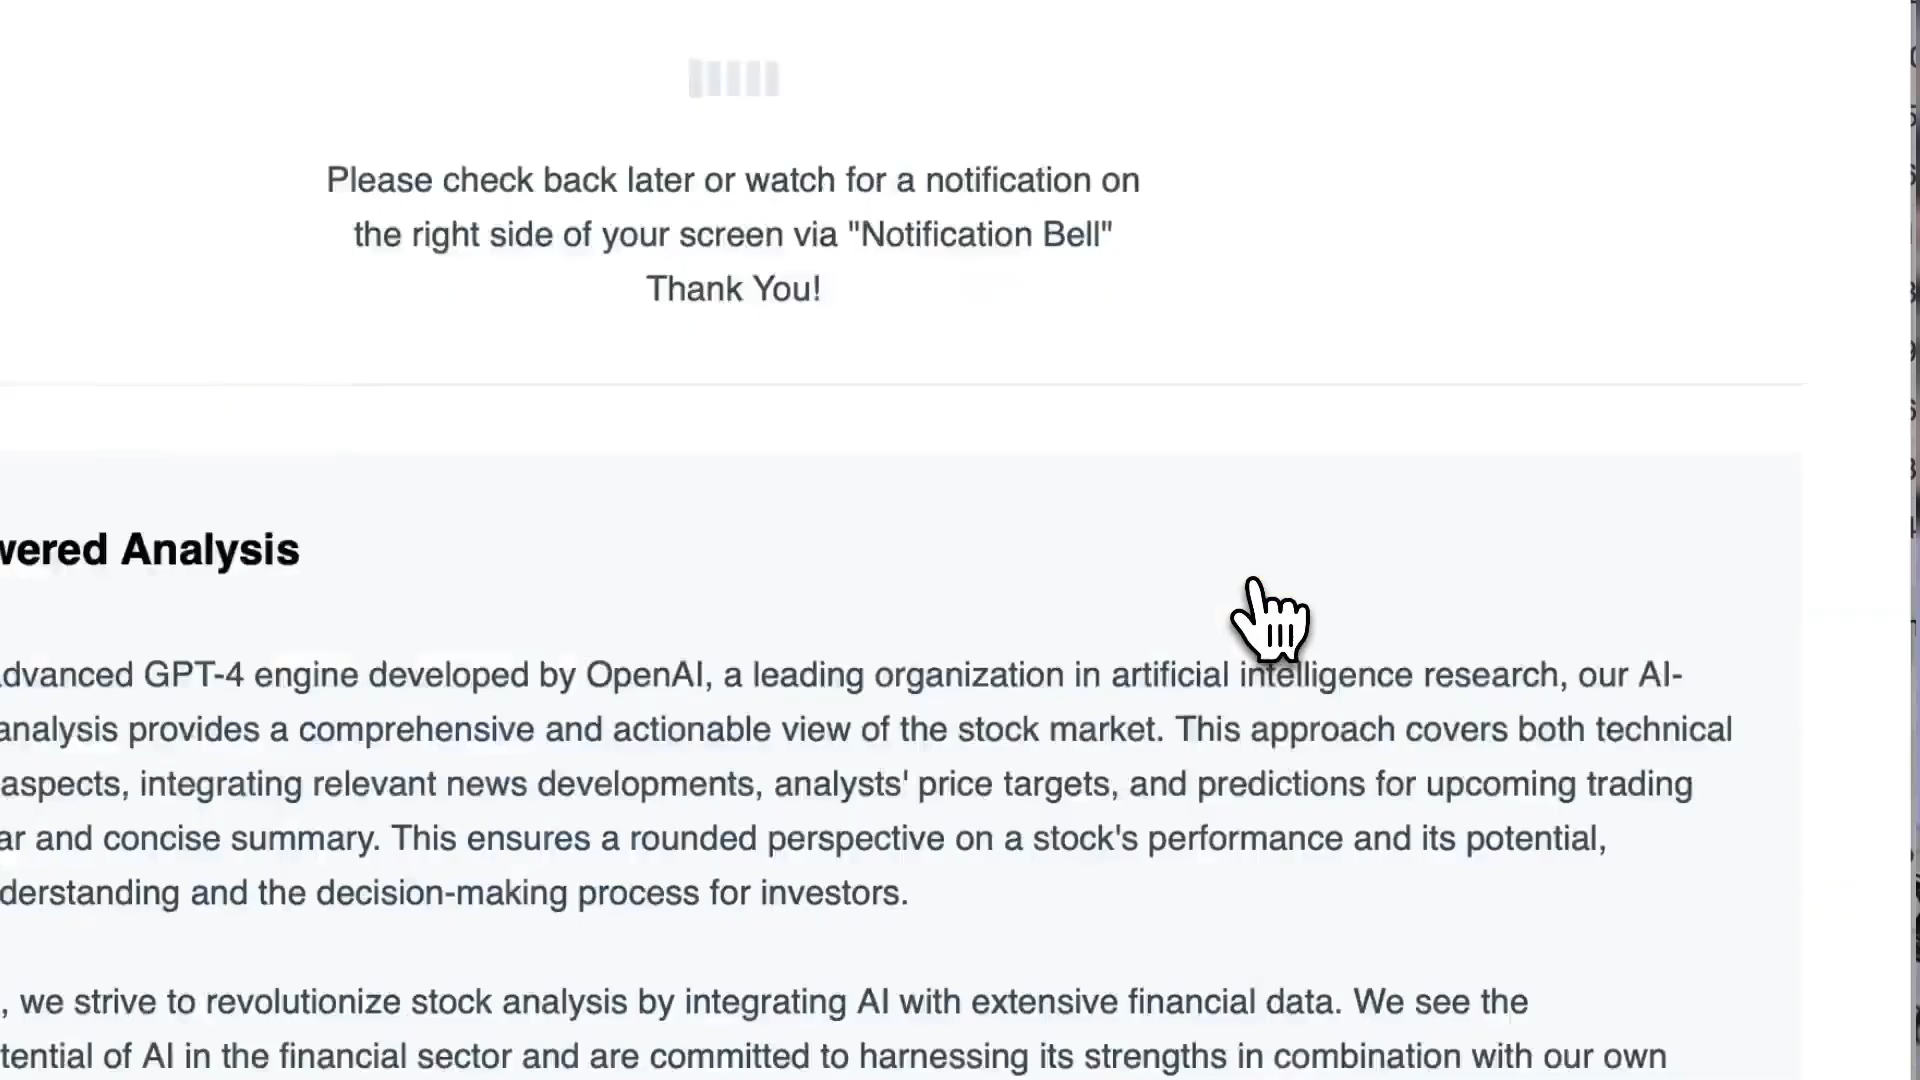 Please check back later or watch for a notification on
the right side of your screen via "Notification Bell"
Thank You!
wered Analysis
dvanced GPT-4 engine developed by OpenAI, a leading organization in artificial intelligence research, our AI-
analysis provides a comprehensive and actionable view of the stock market. This approach covers both technical
aspects, integrating relevant news developments, analysts' price targets, and predictions for upcoming trading
ar and concise summary. This ensures a rounded perspective on a stock's performance and its potential,
derstanding and the decision-making process for investors.
, we strive to revolutionize stock analysis by integrating AI with extensive financial data. We see the
tential of AI in the financial sector and are committed to harnessing its strengths in combination with our own